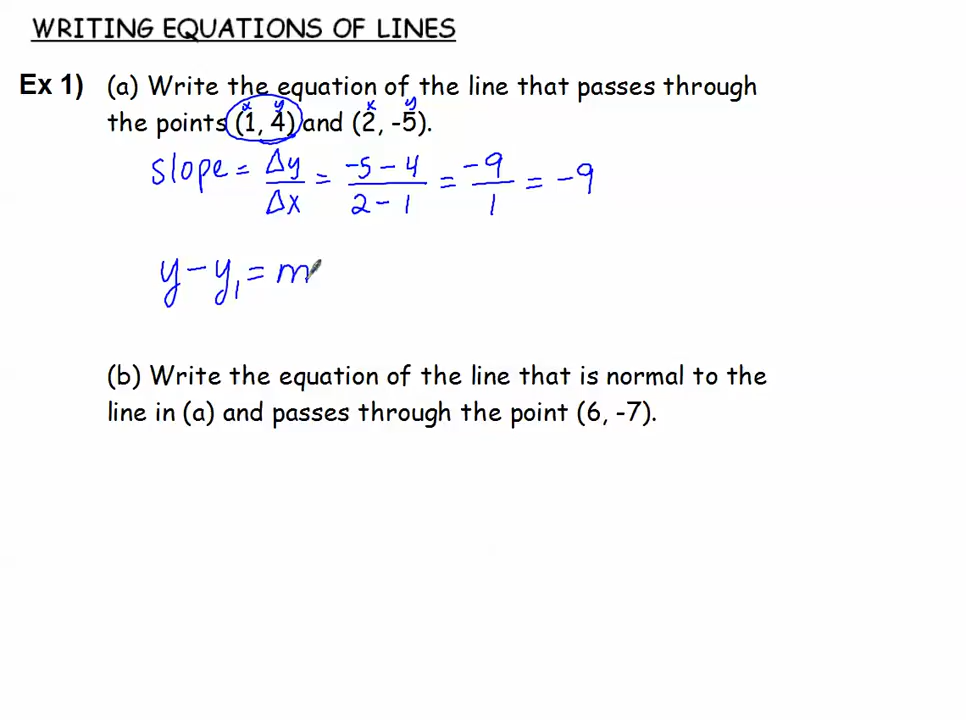 WRITING EQUATIONS OF LINES
Ex 1) (a) Write the equation of the line that passes through
x y x y
the points (1, 4) and (2, -5).
slope = Δy/Δx = -5 - 4/2 - 1 = -9/1 = -9
y - y₁ = m
(b) Write the equation of the line that is normal to the
line in (a) and passes through the point (6, -7).